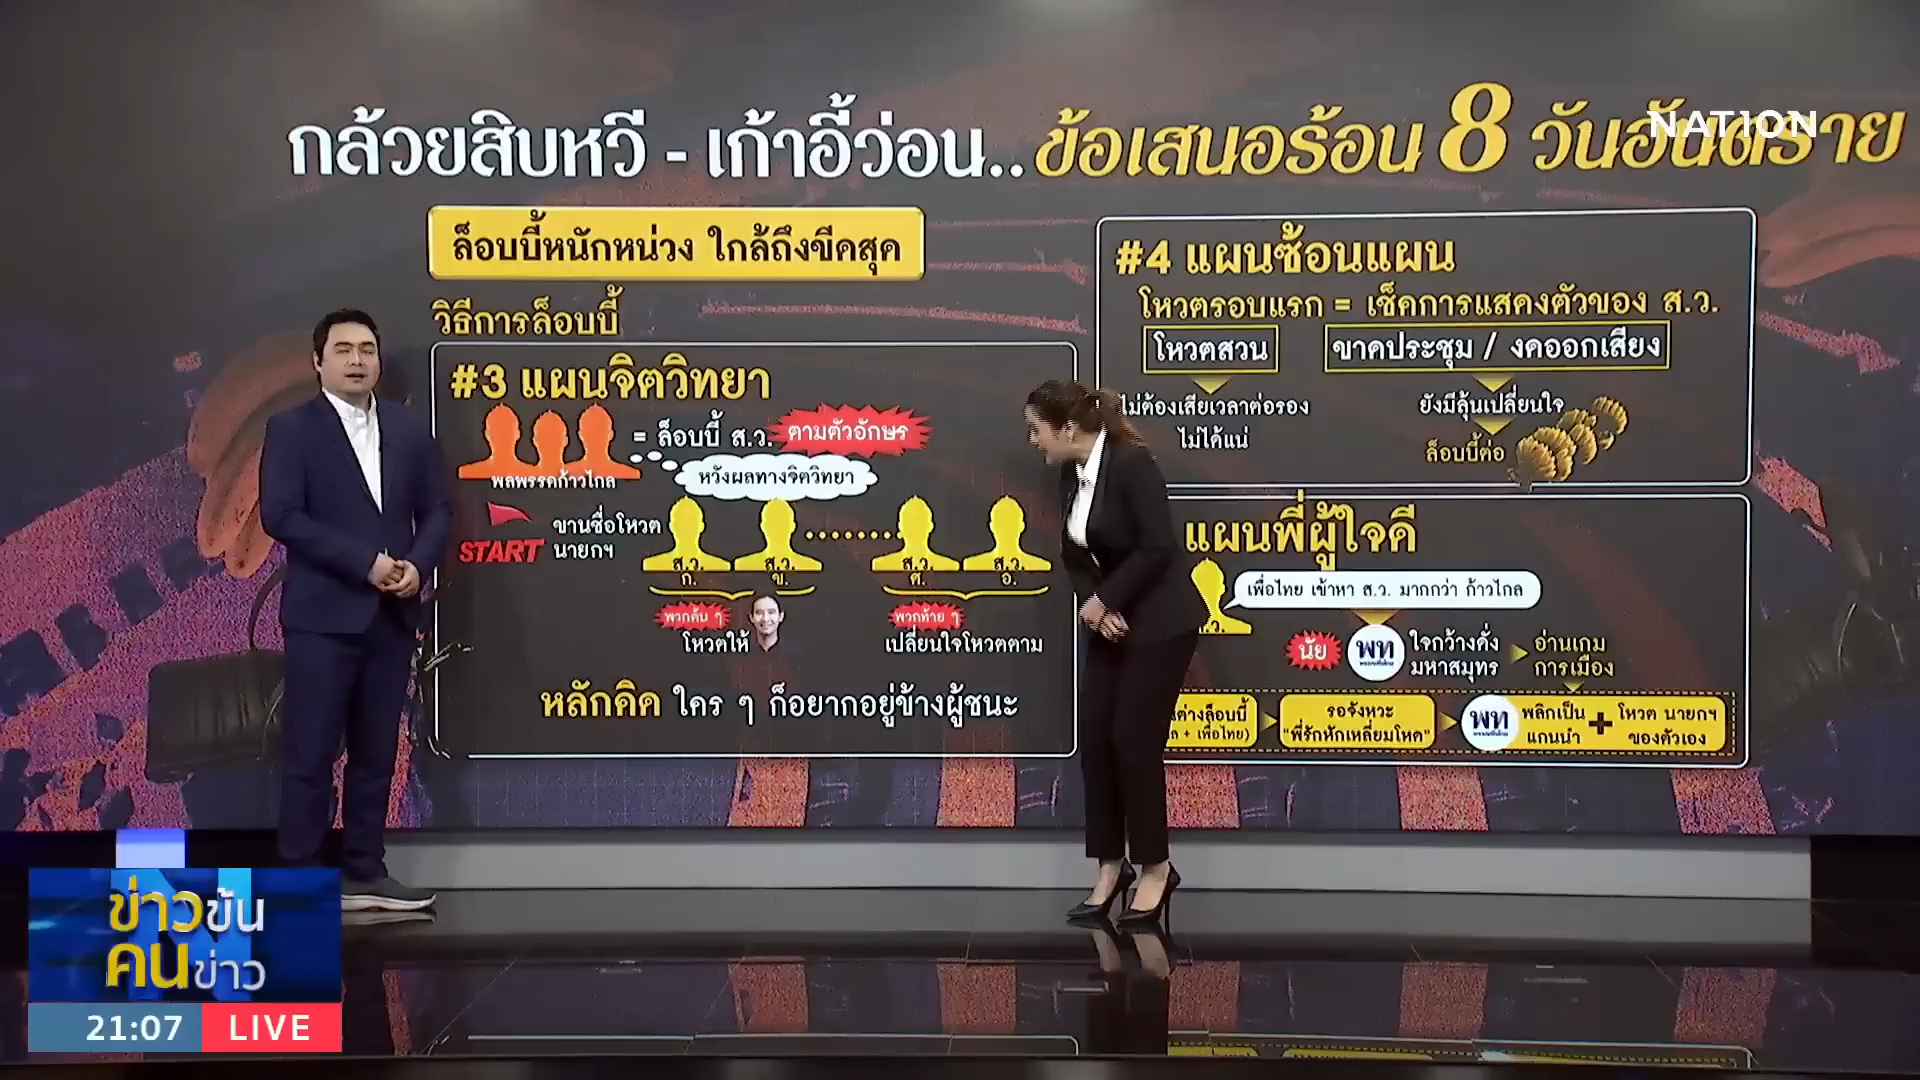 กล้วยสิบหวี - เก้าอี้ว่อน..ข้อเสนอร้อน 8 วันอันตราย
NATION
ล็อบบี้หนักหน่วง ใกล้ถึงขีดสุด
วิธีการล็อบบี้
#3 แผนจิตวิทยา
= ล็อบบี้ ส.ว. ตามตัวอักษร
หวังผลทางจิตวิทยา
พลพรรคก้าวไกล
START
ขานชื่อโหวต
นายกฯ
ส.ว. ส.ว. ส.ว. ส.ว.
ก. ข. ศ. อ.
พวกต้น ๆ
โหวตให้
พวกท้าย ๆ
เปลี่ยนใจโหวตตาม
หลักคิด ใคร ๆ ก็อยากอยู่ข้างผู้ชนะ
#4 แผนซ้อนแผน
โหวตรอบแรก = เช็คการแสดงตัวของ ส.ว.
โหวตสวน
ขาดประชุม / งดออกเสียง
ไม่ต้องเสียเวลาต่อรอง
ไม่ได้แน่
ยังมีลุ้นเปลี่ยนใจ
ล็อบบี้ต่อ
แผนพี่ผู้ใจดี
เพื่อไทย เข้าหา ส.ว. มากกว่า ก้าวไกล
.ว.
นัย
พท
ใจกว้างดั่ง
มหาสมุทร
อ่านเกม
การเมือง
ต่างล็อบบี้
ล + เพื่อไทย)
รอจังหวะ
"พี่รักหักเหลี่ยมโหด"
พท
พลิกเป็น
แกนนำ
+
โหวต นายกฯ
ของตัวเอง
ข่าวข้น
คนข่าว
21:07 LIVE